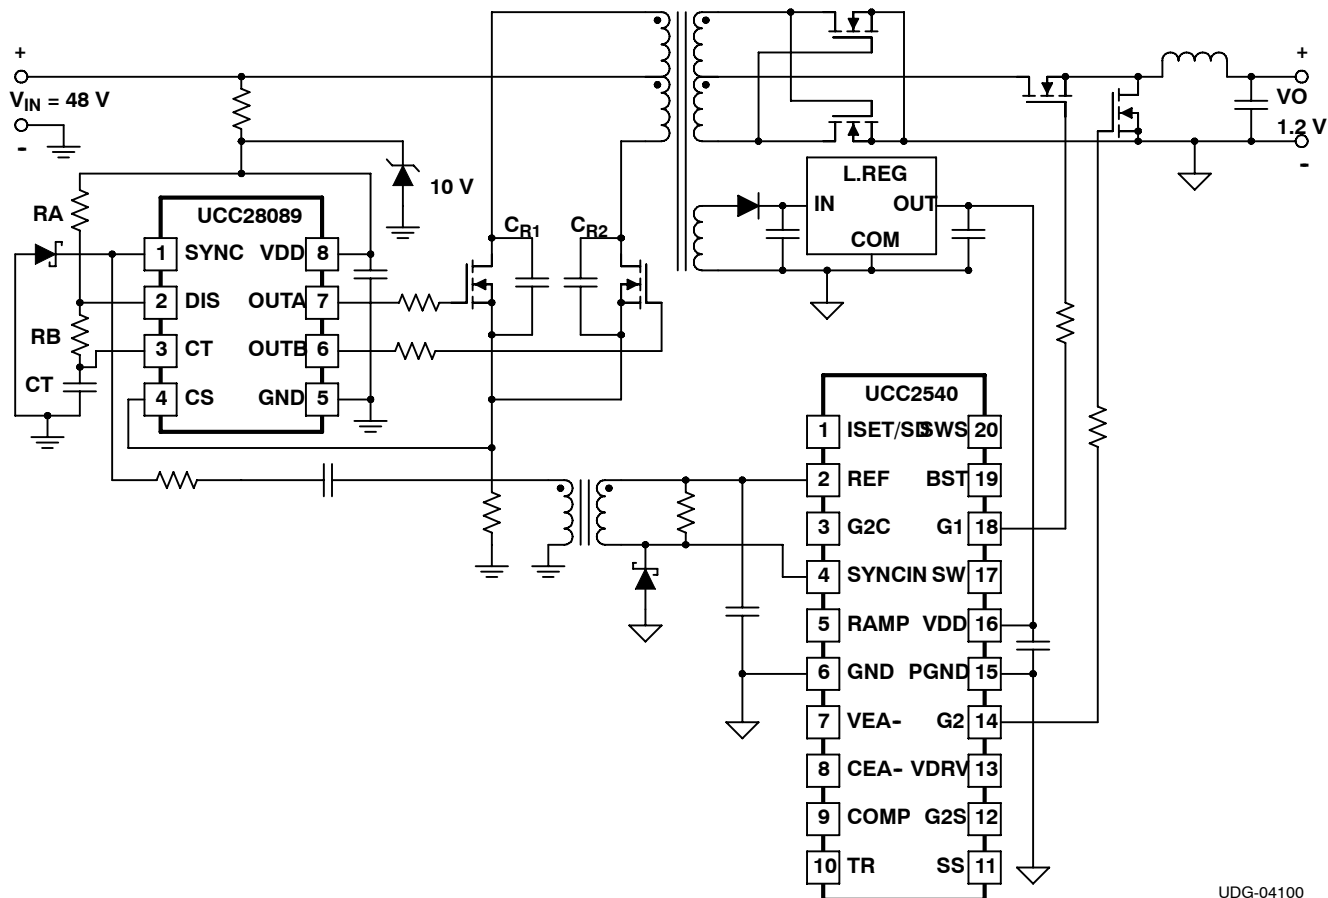 +
V_IN = 48 V
-
10 V
RA
RB
CT
UCC28089
1 SYNC VDD 8
2 DIS OUTA 7
3 CT OUTB 6
4 CS GND 5
C_R1
C_R2
L.REG
IN OUT
COM
+
VO
1.2 V
-
UCC2540
1 ISET/SD SWS 20
2 REF BST 19
3 G2C G1 18
4 SYNCIN SW 17
5 RAMP VDD 16
6 GND PGND 15
7 VEA- G2 14
8 CEA- VDRV 13
9 COMP G2S 12
10 TR SS 11
UDG-04100